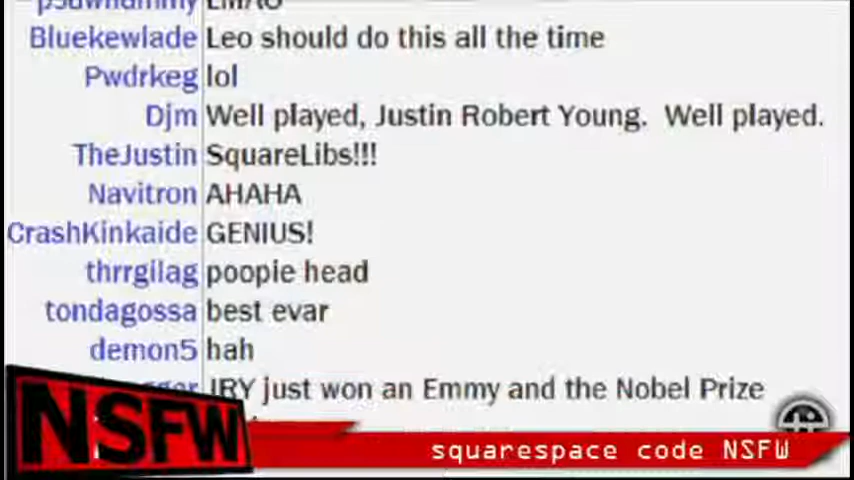 LMAO
Bluekewlade Leo should do this all the time
Pwdrkeg lol
Djm Well played, Justin Robert Young. Well played.
TheJustin SquareLibs!!!
Navitron AHAHA
CrashKinkaide GENIUS!
thrrgilag poopie head
tondagossa best evar
demon5 hah
JRY just won an Emmy and the Nobel Prize
NSFW
squarespace code NSFW